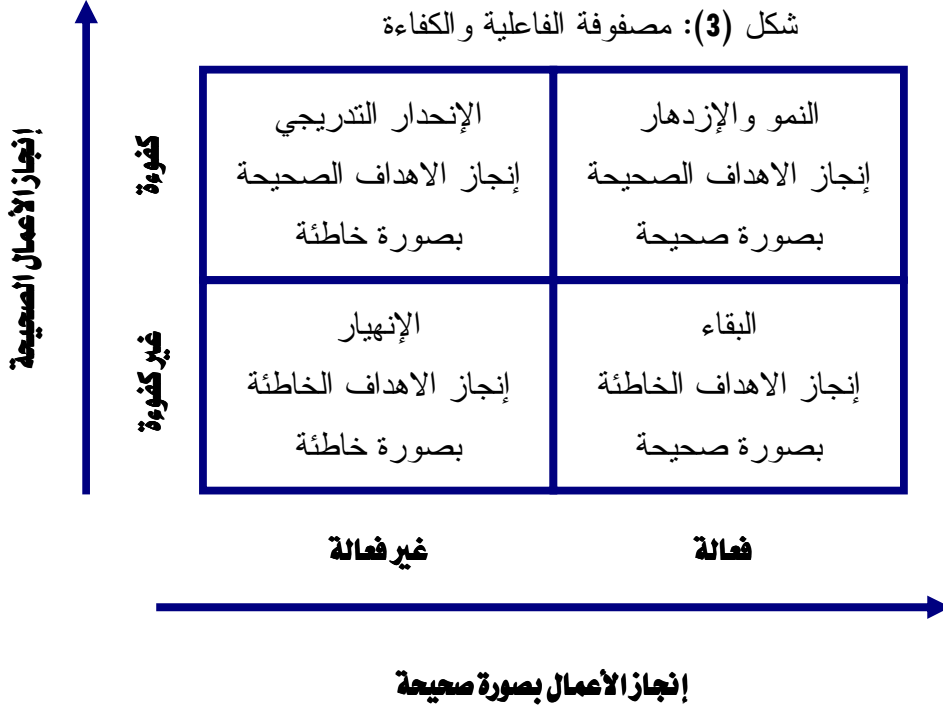 شكل (3): مصفوفة الفاعلية والكفاءة
إنجاز الأعمال الصحيحة
كفوءة
النمو والإزدهار
إنجاز الاهداف الصحيحة
بصورة صحيحة
الإنحدار التدريجي
إنجاز الاهداف الصحيحة
بصورة خاطئة
غير كفوءة
البقاء
إنجاز الاهداف الخاطئة
بصورة صحيحة
الإنهيار
إنجاز الاهداف الخاطئة
بصورة خاطئة
فعالة
غير فعالة
إنجاز الأعمال بصورة صحيحة